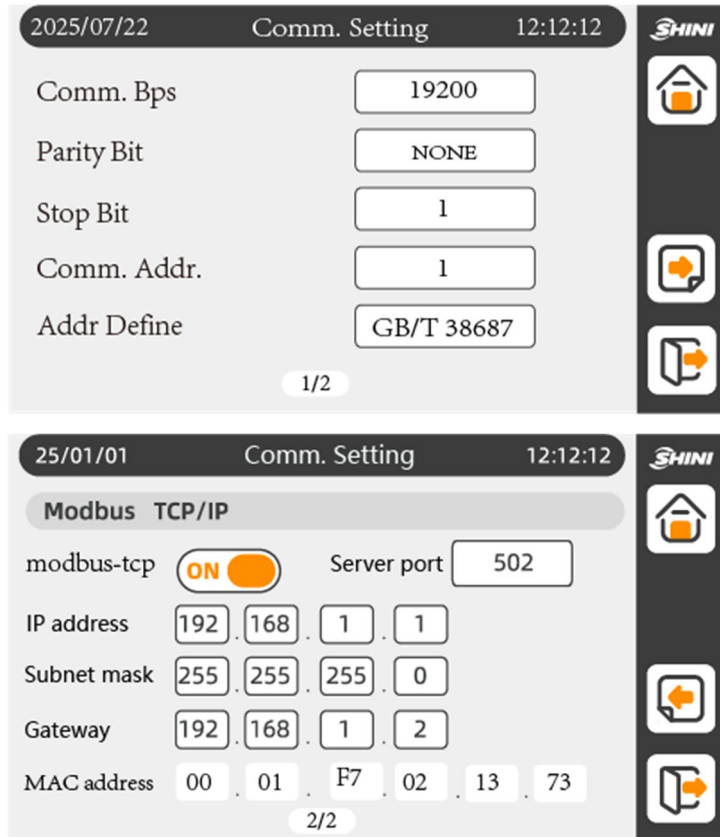 2025/07/22 Comm. Setting 12:12:12 SHINI
Comm. Bps 19200
Parity Bit NONE
Stop Bit 1
Comm. Addr. 1
Addr Define GB/T 38687
1/2
25/01/01 Comm. Setting 12:12:12 SHINI
Modbus TCP/IP
modbus-tcp ON Server port 502
IP address 192 . 168 . 1 . 1
Subnet mask 255 . 255 . 255 . 0
Gateway 192 . 168 . 1 . 2
MAC address 00 . 01 . F7 . 02 . 13 . 73
2/2